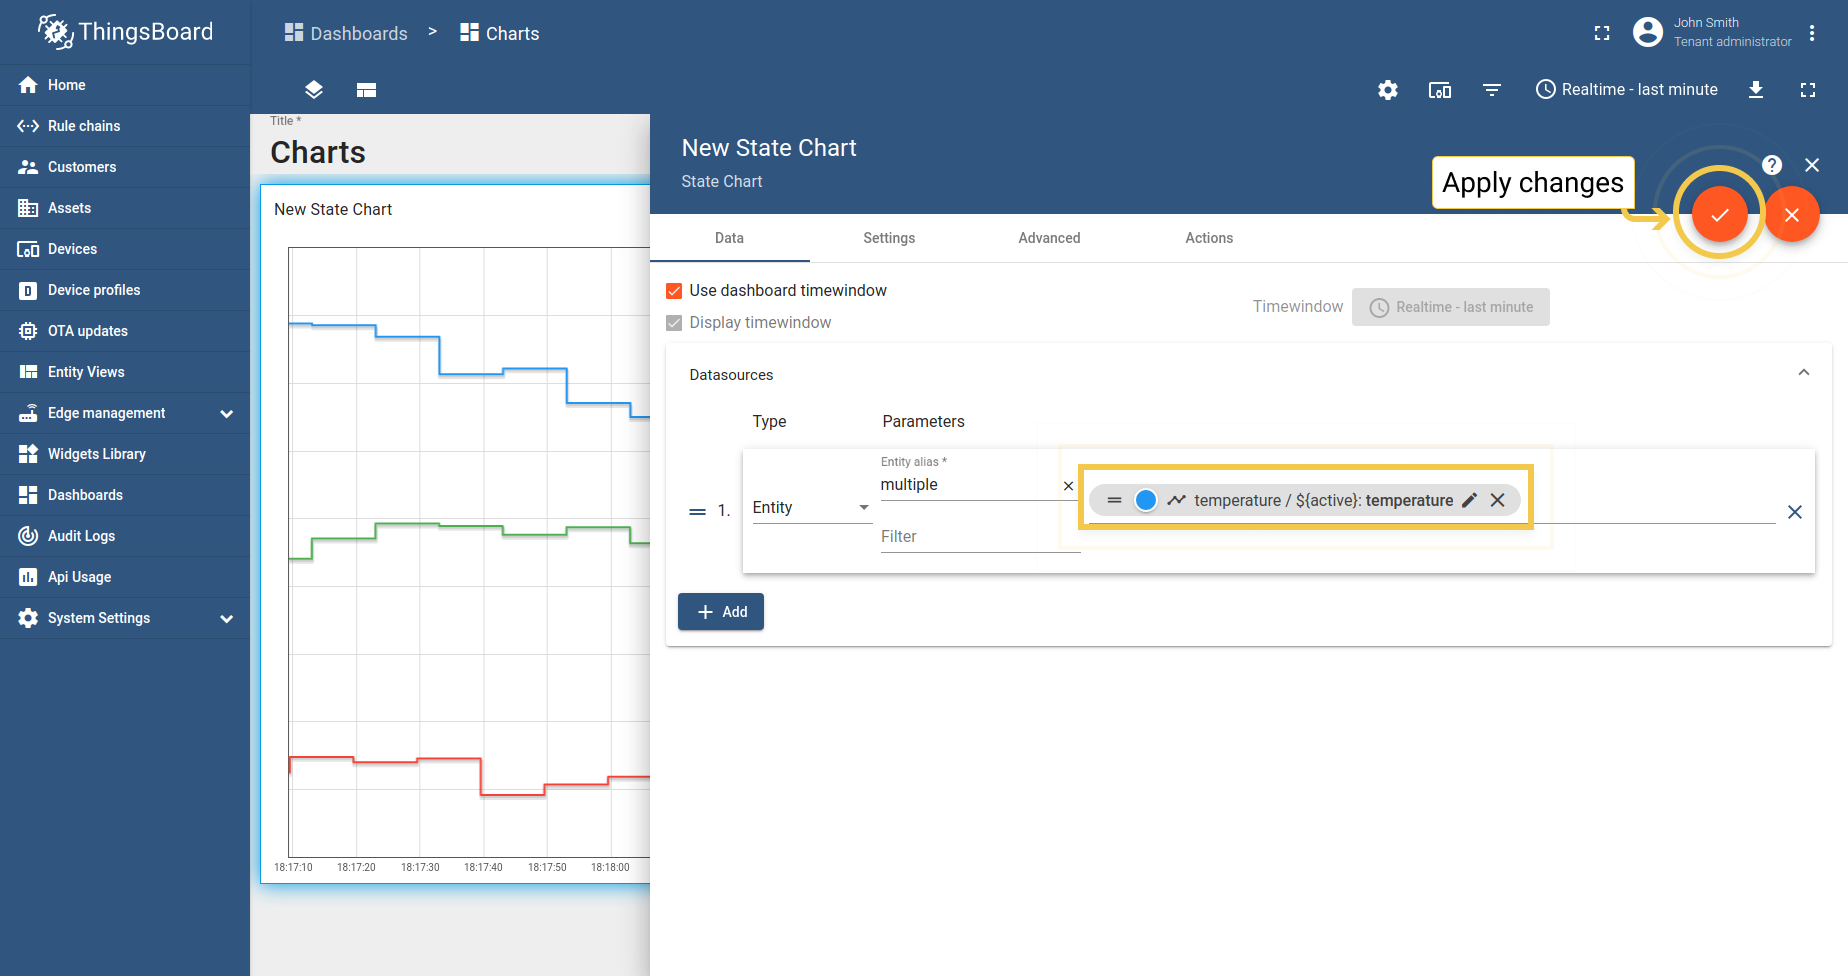 ThingsBoard
Home
Rule chains
Customers
Assets
Devices
Device profiles
OTA updates
Entity Views
Edge management
Widgets Library
Dashboards
Audit Logs
Api Usage
System Settings
Dashboards > Charts
John Smith
Tenant administrator
Realtime - last minute
Title *
Charts
New State Chart
18:17:10 18:17:20 18:17:30 18:17:40 18:17:50 18:18:00
New State Chart
State Chart
Apply changes
Data Settings Advanced Actions
Use dashboard timewindow
Display timewindow
Timewindow Realtime - last minute
Datasources
Type Parameters
1. Entity
Entity alias *
multiple
Filter
temperature / ${active}: temperature
Add